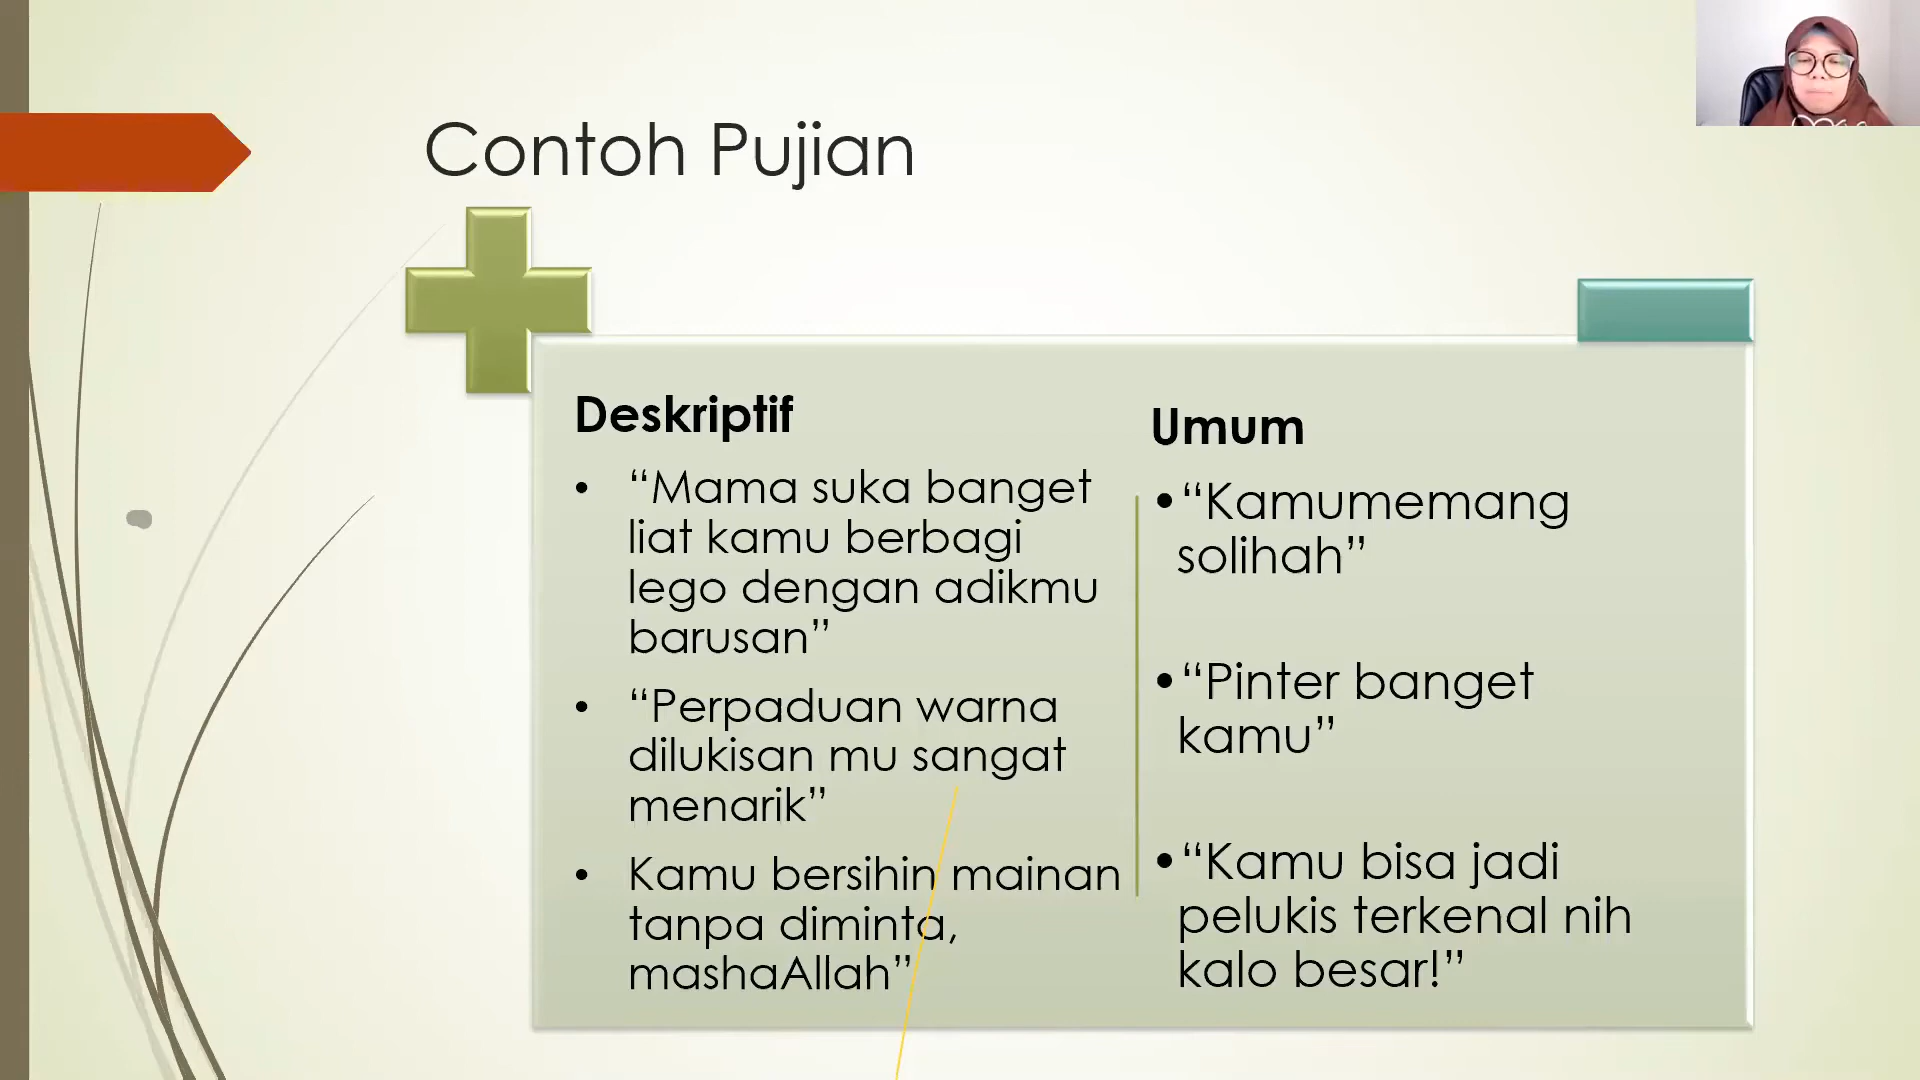 Contoh Pujian
Deskriptif
• “Mama suka banget
liat kamu berbagi
lego dengan adikmu
barusan”
• “Perpaduan warna
dilukisan mu sangat
menarik”
• Kamu bersihin mainan
tanpa diminta,
mashaAllah”
Umum
•“Kamumemang
solihah”
•“Pinter banget
kamu”
•“Kamu bisa jadi
pelukis terkenal nih
kalo besar!”